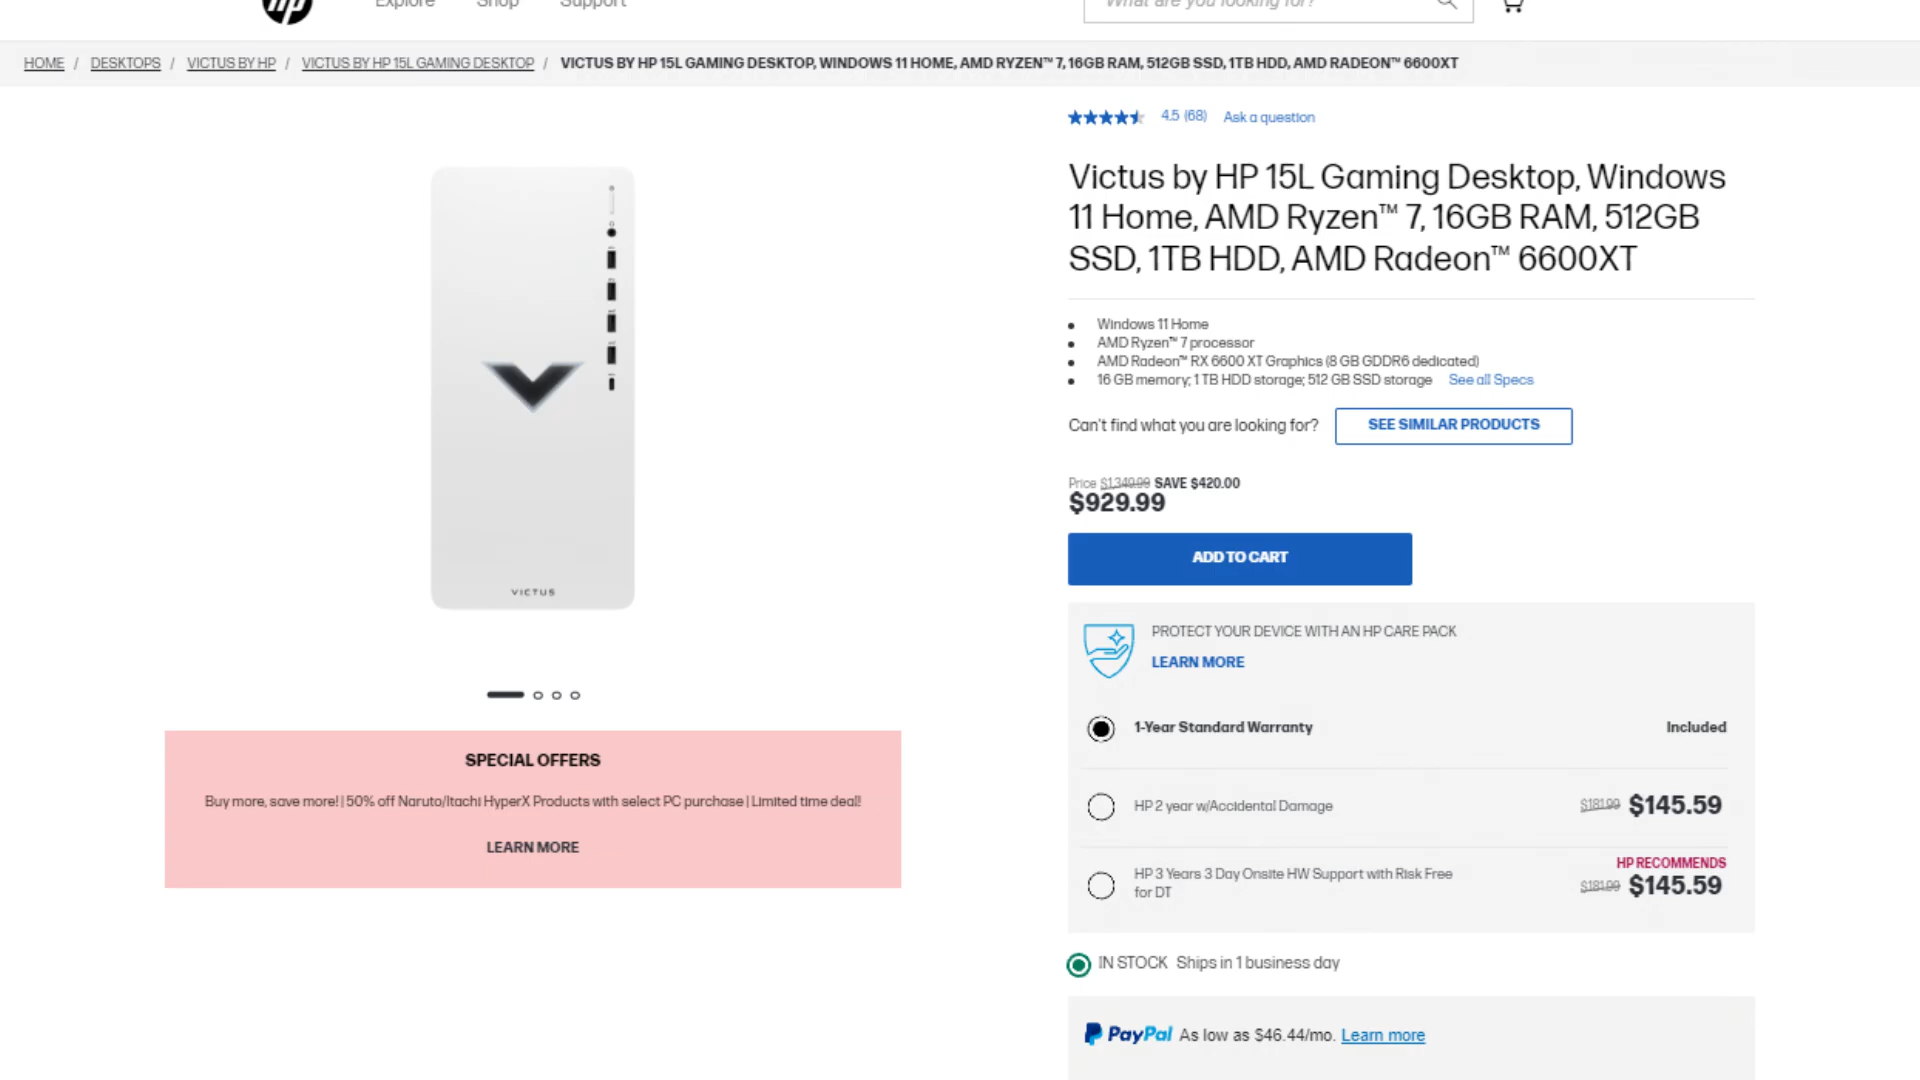 hp
Explore Shop Support
What are you looking for?
HOME / DESKTOPS / VICTUS BY HP / VICTUS BY HP 15L GAMING DESKTOP / VICTUS BY HP 15L GAMING DESKTOP, WINDOWS 11 HOME, AMD RYZEN™ 7, 16GB RAM, 512GB SSD, 1TB HDD, AMD RADEON™ 6600XT
4.5 (68) Ask a question
Victus by HP 15L Gaming Desktop, Windows
11 Home, AMD Ryzen™ 7, 16GB RAM, 512GB
SSD, 1TB HDD, AMD Radeon™ 6600XT
Windows 11 Home
AMD Ryzen™ 7 processor
AMD Radeon™ RX 6600 XT Graphics (8 GB GDDR6 dedicated)
16 GB memory; 1 TB HDD storage; 512 GB SSD storage See all Specs
Can't find what you are looking for? SEE SIMILAR PRODUCTS
Price $1,349.99 SAVE $420.00
$929.99
ADD TO CART
PROTECT YOUR DEVICE WITH AN HP CARE PACK
LEARN MORE
1-Year Standard Warranty Included
HP 2 year w/Accidental Damage $181.99 $145.59
HP RECOMMENDS
HP 3 Years 3 Day Onsite HW Support with Risk Free
for DT
$181.99 $145.59
IN STOCK Ships in 1 business day
PayPal As low as $46.44/mo. Learn more
VICTUS
SPECIAL OFFERS
Buy more, save more! | 50% off Naruto/Itachi HyperX Products with select PC purchase | Limited time deal!
LEARN MORE